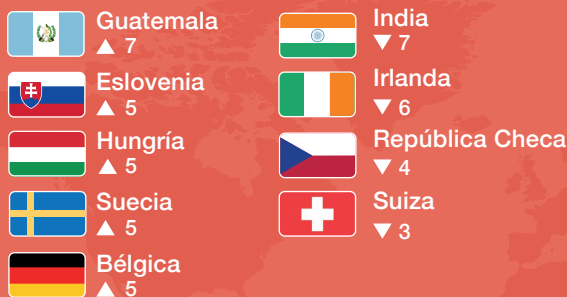 Guatemala
▲ 7
Eslovenia
▲ 5
Hungría
▲ 5
Suecia
▲ 5
Bélgica
▲ 5
India
▼ 7
Irlanda
▼ 6
República Checa
▼ 4
Suiza
▼ 3